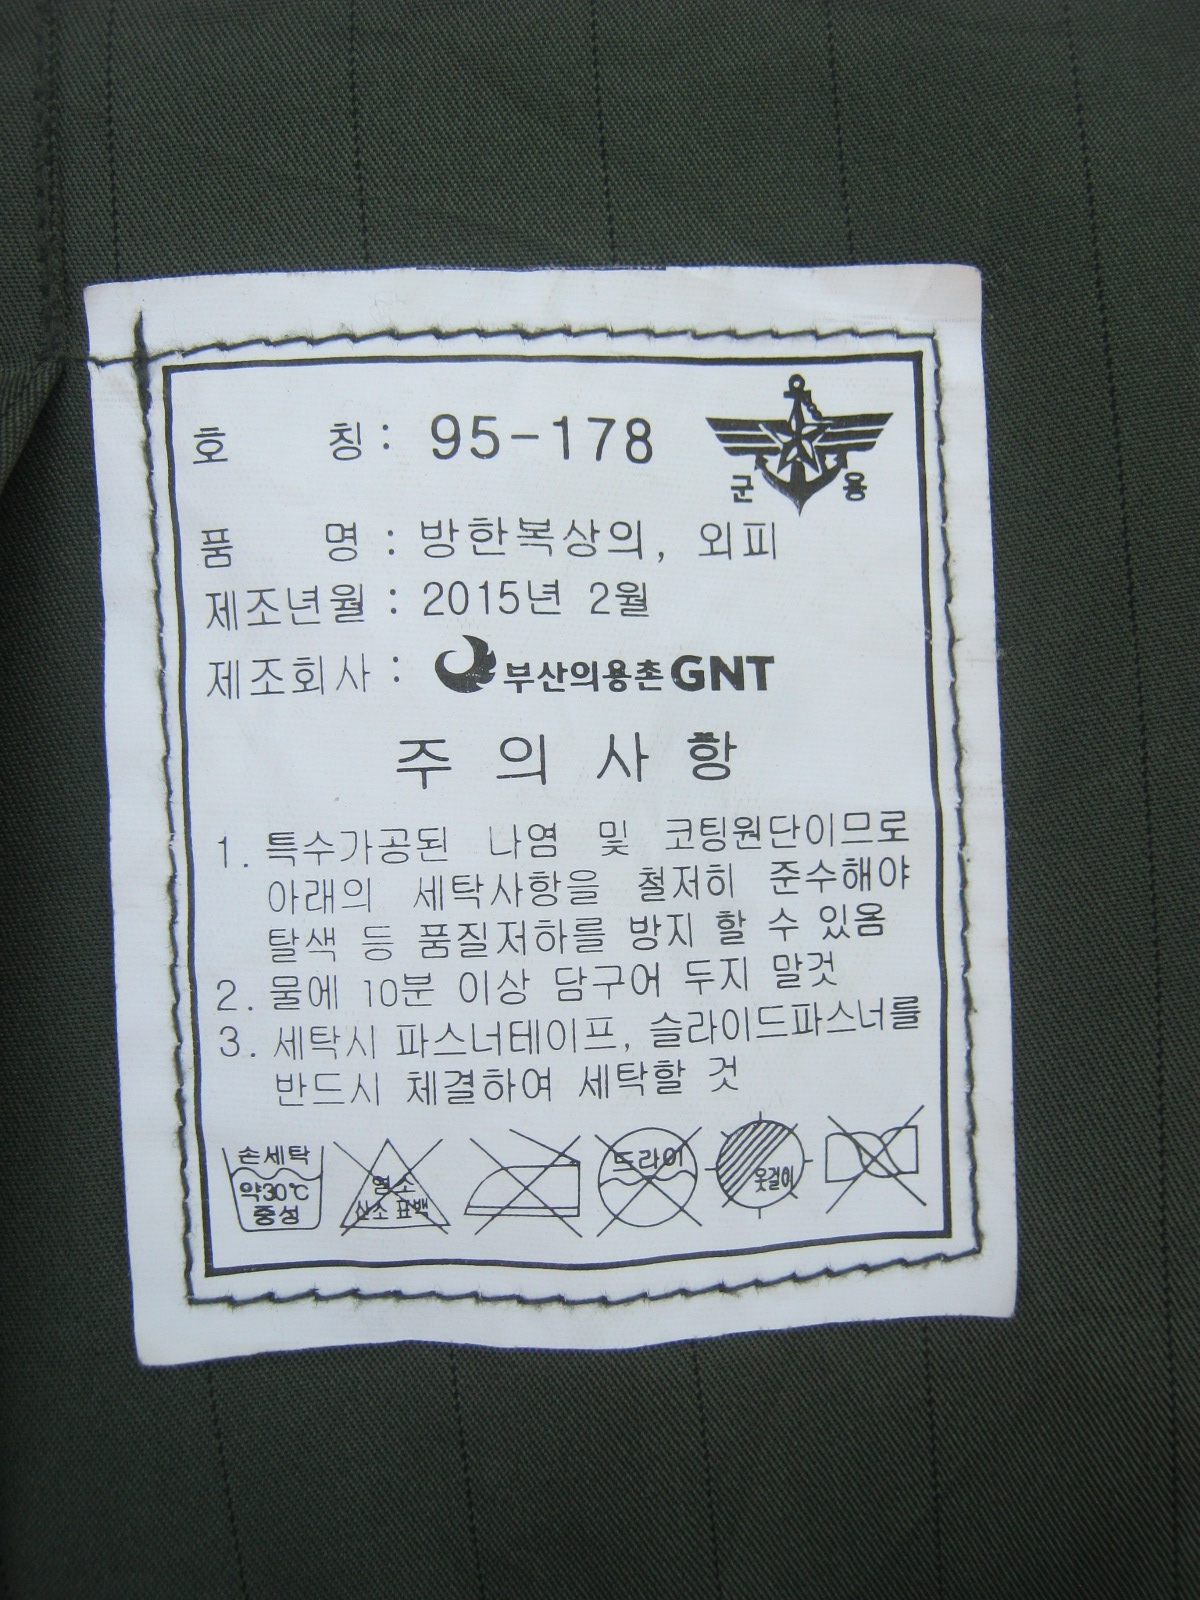 호 칭: 95-178
군 용
품 명 : 방한복상의, 외피
제조년월 : 2015년 2월
제조회사 : 부산의용촌GNT
주 의 사 항
1. 특수가공된 나염 및 코팅원단이므로
아래의 세탁사항을 철저히 준수해야
탈색 등 품질저하를 방지 할 수 있음
2. 물에 10분 이상 담구어 두지 말것
3. 세탁시 파스너테이프, 슬라이드파스너를
반드시 체결하여 세탁할 것
손세탁
약30℃
중성
염소
산소 표백
드라이
옷걸이